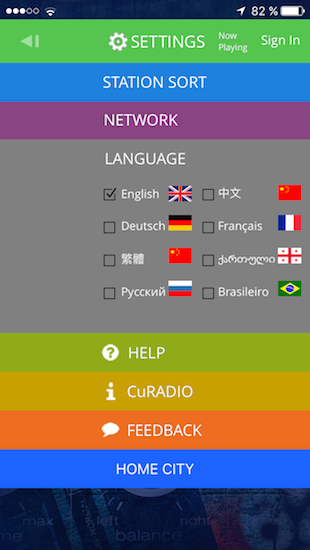 82 %
SETTINGS
Now
Playing
Sign In
STATION SORT
NETWORK
LANGUAGE
English
中文
Deutsch
Français
繁體
ქართული
Русский
Brasileiro
HELP
CuRADIO
FEEDBACK
HOME CITY
max
left
right
balance